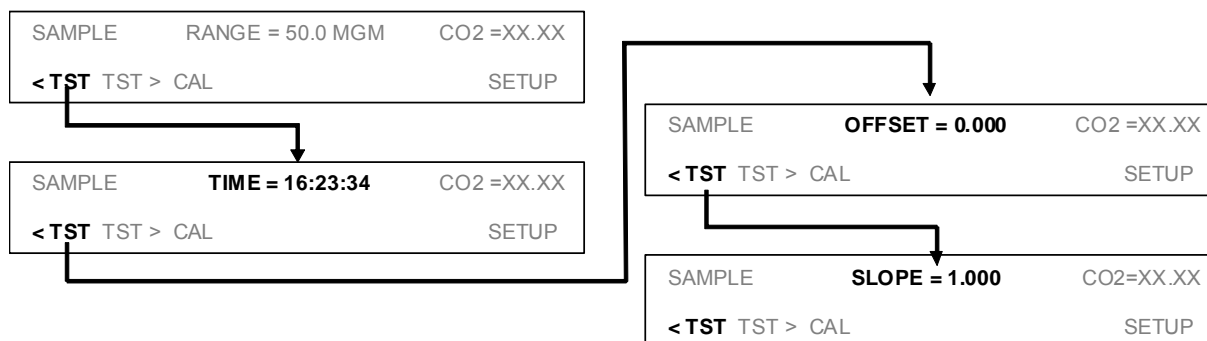 SAMPLE RANGE = 50.0 MGM CO2 =XX.XX
< TST TST > CAL SETUP
SAMPLE TIME = 16:23:34 CO2 =XX.XX
< TST TST > CAL SETUP
SAMPLE OFFSET = 0.000 CO2 =XX.XX
< TST TST > CAL SETUP
SAMPLE SLOPE = 1.000 CO2=XX.XX
< TST TST > CAL SETUP